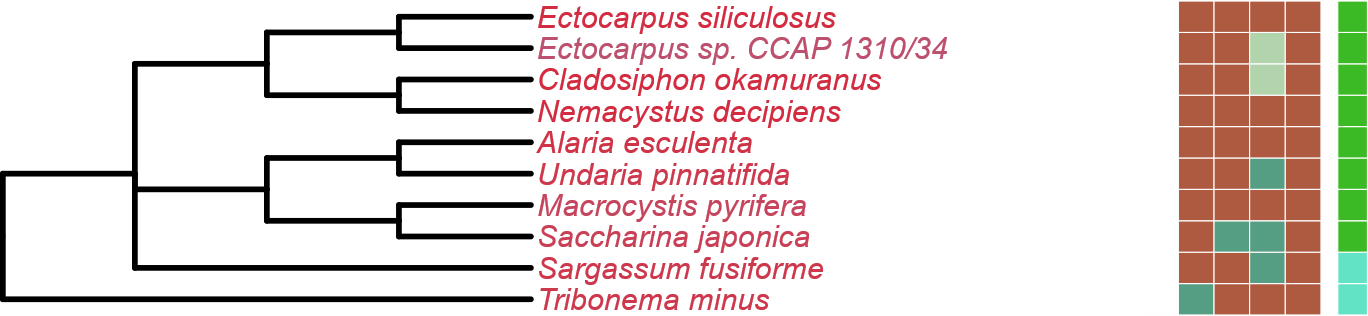 Ectocarpus siliculosus
Ectocarpus sp. CCAP 1310/34
Cladosiphon okamuranus
Nemacystus decipiens
Alaria esculenta
Undaria pinnatifida
Macrocystis pyrifera
Saccharina japonica
Sargassum fusiforme
Tribonema minus